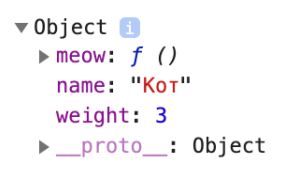 ▼Object i
▶meow: ƒ ()
name: "Кот"
weight: 3
▶__proto__: Object